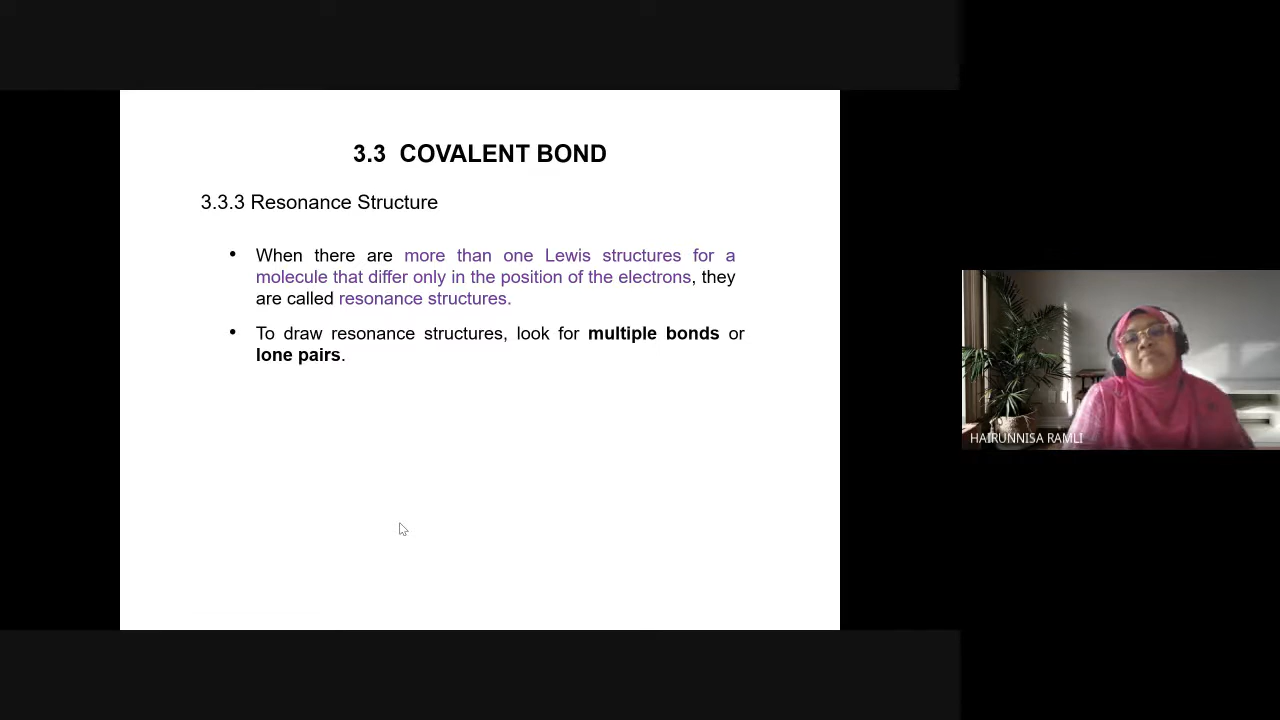 3.3 COVALENT BOND
3.3.3 Resonance Structure
• When there are more than one Lewis structures for a
molecule that differ only in the position of the electrons, they
are called resonance structures.
• To draw resonance structures, look for multiple bonds or
lone pairs.
HAIRUNNISA RAMLI